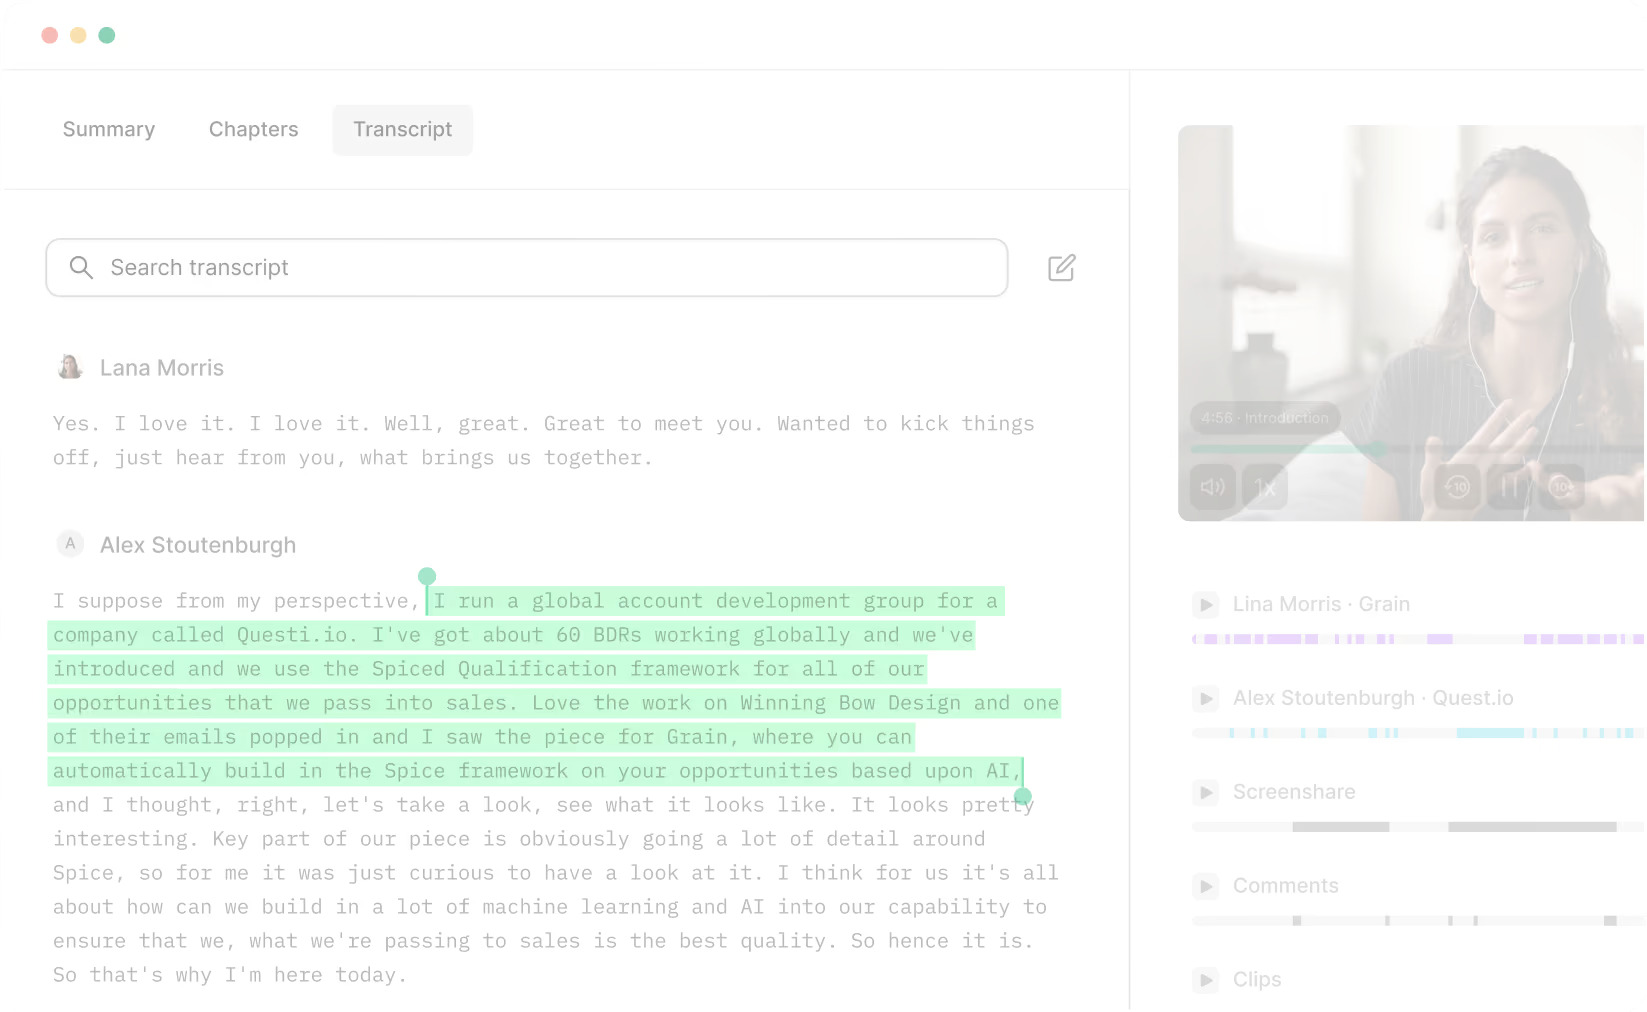 Summary
Chapters
Transcript
Search transcript
Lana Morris
Yes. I love it. I love it. Well, great. Great to meet you. Wanted to kick things
off, just hear from you, what brings us together.
A
Alex Stoutenburgh
I suppose from my perspective, I run a global account development group for a
company called Questi.io. I've got about 60 BDRs working globally and we've
introduced and we use the Spiced Qualification framework for all of our
opportunities that we pass into sales. Love the work on Winning Bow Design and one
of their emails popped in and I saw the piece for Grain, where you can
automatically build in the Spice framework on your opportunities based upon AI,
and I thought, right, let's take a look, see what it looks like. It looks pretty
interesting. Key part of our piece is obviously going a lot of detail around
Spice, so for me it was just curious to have a look at it. I think for us it's all
about how can we build in a lot of machine learning and AI into our capability to
ensure that we, what we're passing to sales is the best quality. So hence it is.
So that's why I'm here today.
4:56 · Introduction
1x
10
10
Lina Morris · Grain
Alex Stoutenburgh · Quest.io
Screenshare
Comments
Clips